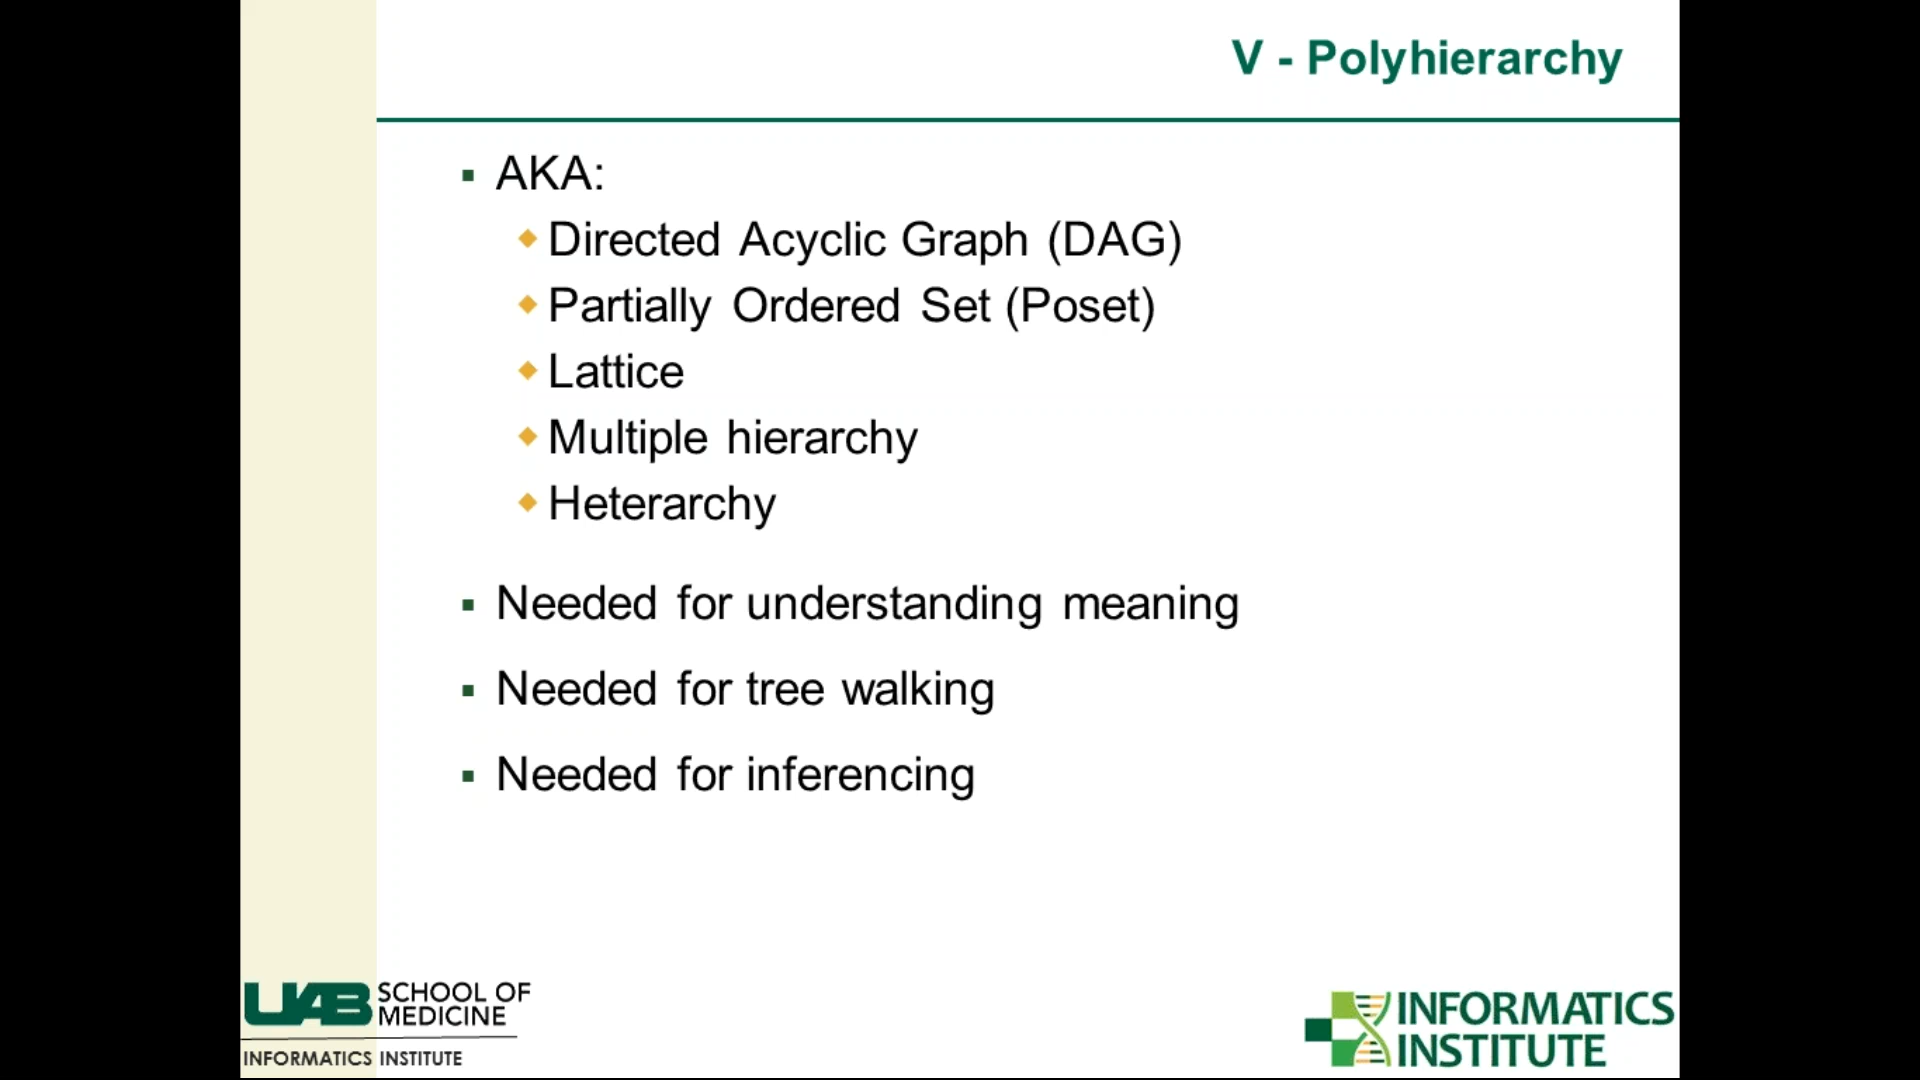 V - Polyhierarchy
AKA:
Directed Acyclic Graph (DAG)
Partially Ordered Set (Poset)
Lattice
Multiple hierarchy
Heterarchy
Needed for understanding meaning
Needed for tree walking
Needed for inferencing
UAB SCHOOL OF
MEDICINE
INFORMATICS INSTITUTE
INFORMATICS
INSTITUTE